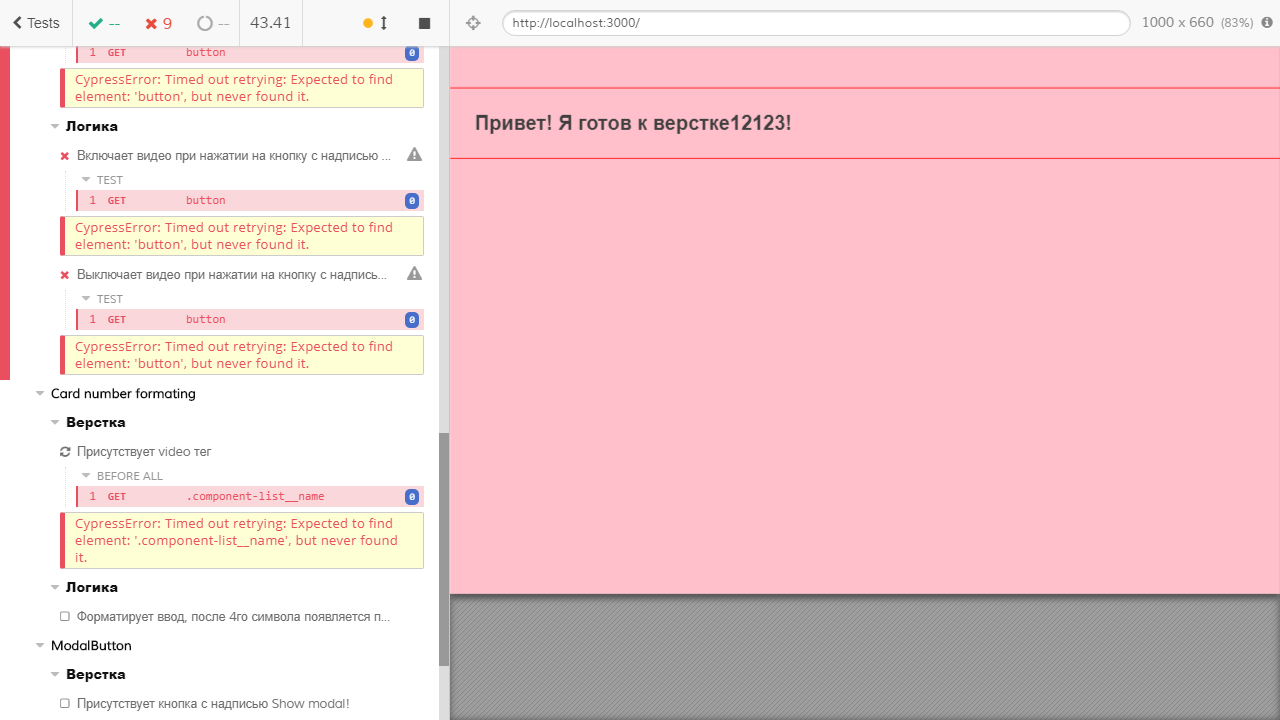 Tests -- 9 -- 43.41 http://localhost:3000/ 1000 x 660 (83%)
1 GET button 0
CypressError: Timed out retrying: Expected to find
element: 'button', but never found it.
Логика
Включает видео при нажатии на кнопку с надписью ...
TEST
1 GET button 0
CypressError: Timed out retrying: Expected to find
element: 'button', but never found it.
Выключает видео при нажатии на кнопку с надпись...
TEST
1 GET button 0
CypressError: Timed out retrying: Expected to find
element: 'button', but never found it.
Card number formating
Верстка
Присутствует video тег
BEFORE ALL
1 GET .component-list__name 0
CypressError: Timed out retrying: Expected to find
element: '.component-list__name', but never found
it.
Логика
Форматирует ввод, после 4го символа появляется п...
ModalButton
Верстка
Присутствует кнопка с надписью Show modal!
Привет! Я готов к верстке12123!